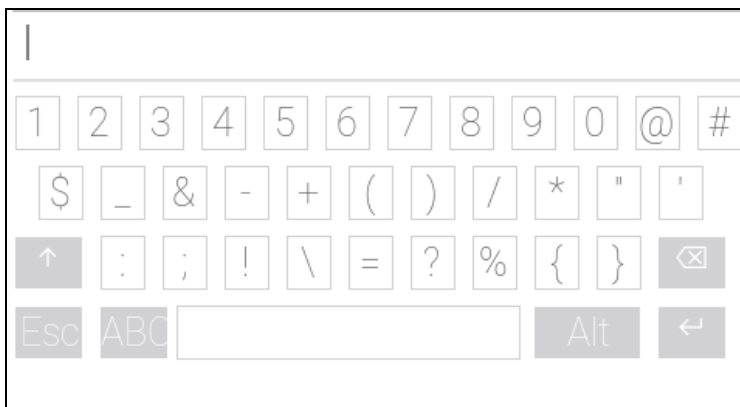 1 2 3 4 5 6 7 8 9 0 @ #
$ _ & - + ( ) / * " '
↑ : ; ! \ = ? % { } ⌫
Esc ABC Alt ↵